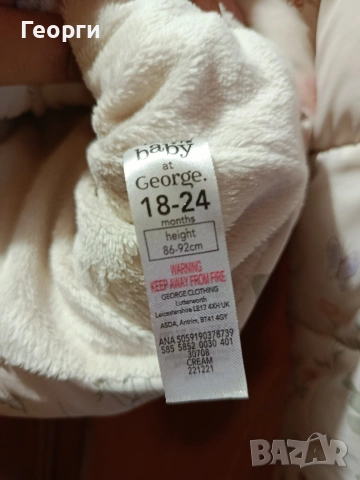 Георги
baby
at
George.
18-24
months
height
86-92cm
WARNING
KEEP AWAY FROM FIRE
GEORGE CLOTHING
Lutterworth
Leicestershire LE17 4XH UK
ASDA, Antrim, BT41 4GY
ANA 5059190378739
585 5852 0030 401
30708
CREAM
221221
BAZAR